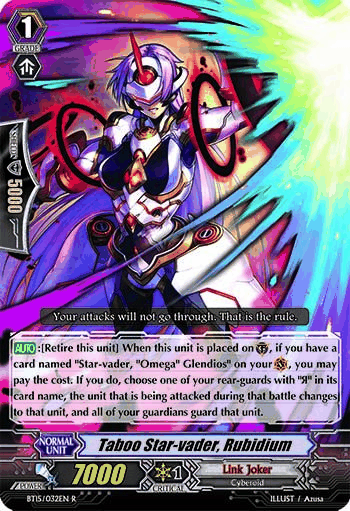 1
GRADE
SHIELD
5000
Your attacks will not go through. That is the rule.
AUTO:[Retire this unit] When this unit is placed on G, if you have a
card named "Star-vader, "Omega" Glendios" on your V, you may
pay the cost. If you do, choose one of your rear-guards with "Я" in its
card name, the unit that is being attacked during that battle changes
to that unit, and all of your guardians guard that unit.
NORMAL UNIT
Taboo Star-vader, Rubidium
POWER
7000
1
CRITICAL
Link Joker
Cyberoid
BT15/032EN R
ILLUST / Azusa